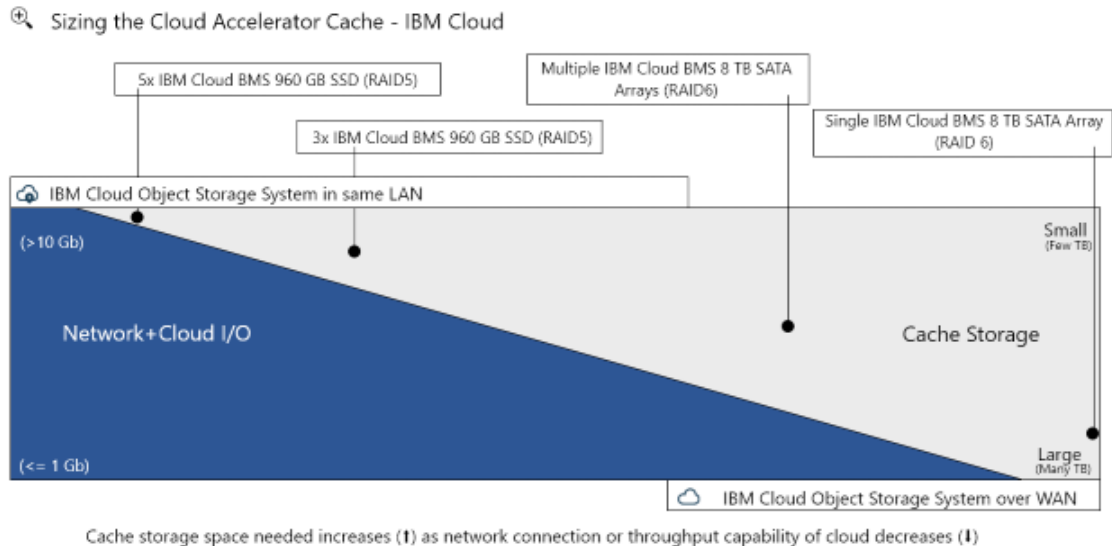 Sizing the Cloud Accelerator Cache - IBM Cloud
5x IBM Cloud BMS 960 GB SSD (RAID5)
Multiple IBM Cloud BMS 8 TB SATA
Arrays (RAID6)
3x IBM Cloud BMS 960 GB SSD (RAID5)
Single IBM Cloud BMS 8 TB SATA Array
(RAID 6)
IBM Cloud Object Storage System in same LAN
(>10 Gb)
Small
(Few TB)
Network+Cloud I/O
Cache Storage
(<= 1 Gb)
Large
(Many TB)
IBM Cloud Object Storage System over WAN
Cache storage space needed increases (⬆) as network connection or throughput capability of cloud decreases (⬇)